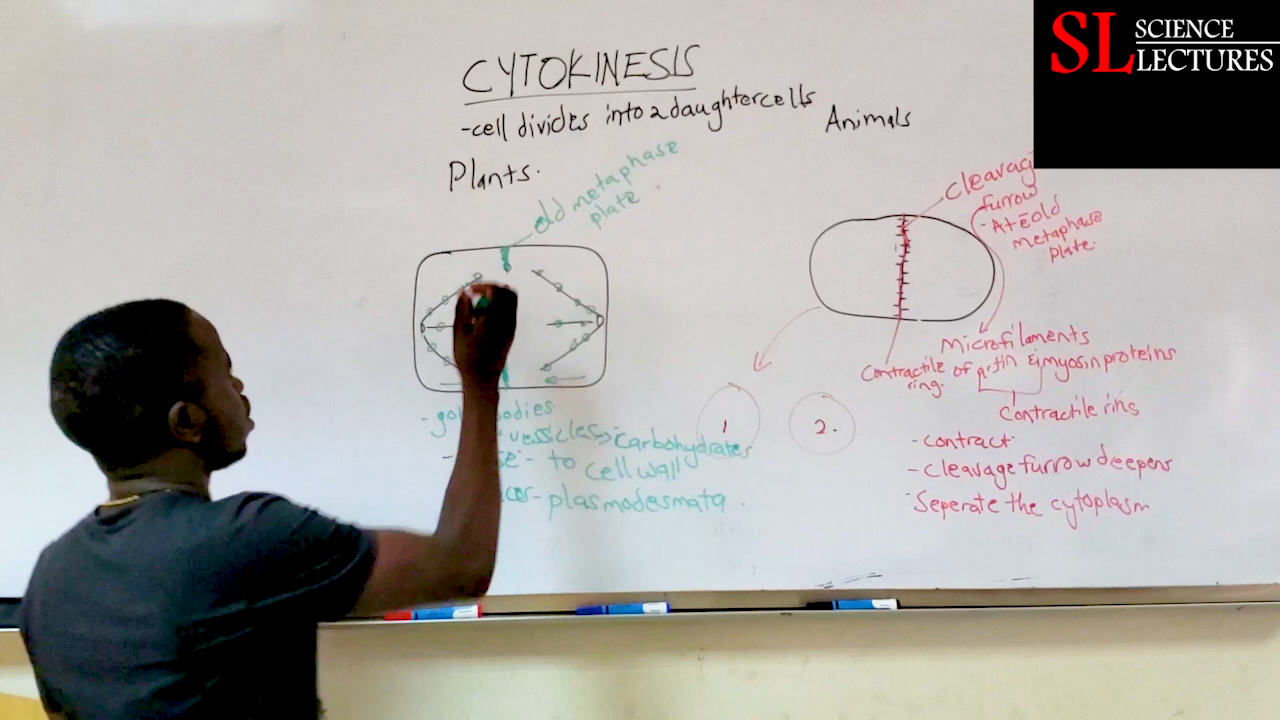 SL SCIENCE
LECTURES
CYTOKINESIS
-cell divides into 2 daughter cells
Plants.
old metaphase
plate
vessicles => carbohydrates
- to cell wall
- plasmodesmata.
Animals
furrow
- At e old
metaphase
plate.
Microfilaments
Contractile of actin & myosin proteins
ring.
Contractile ring
1
2.
- contract.
- cleavage furrow deepens
Seperate the cytoplasm